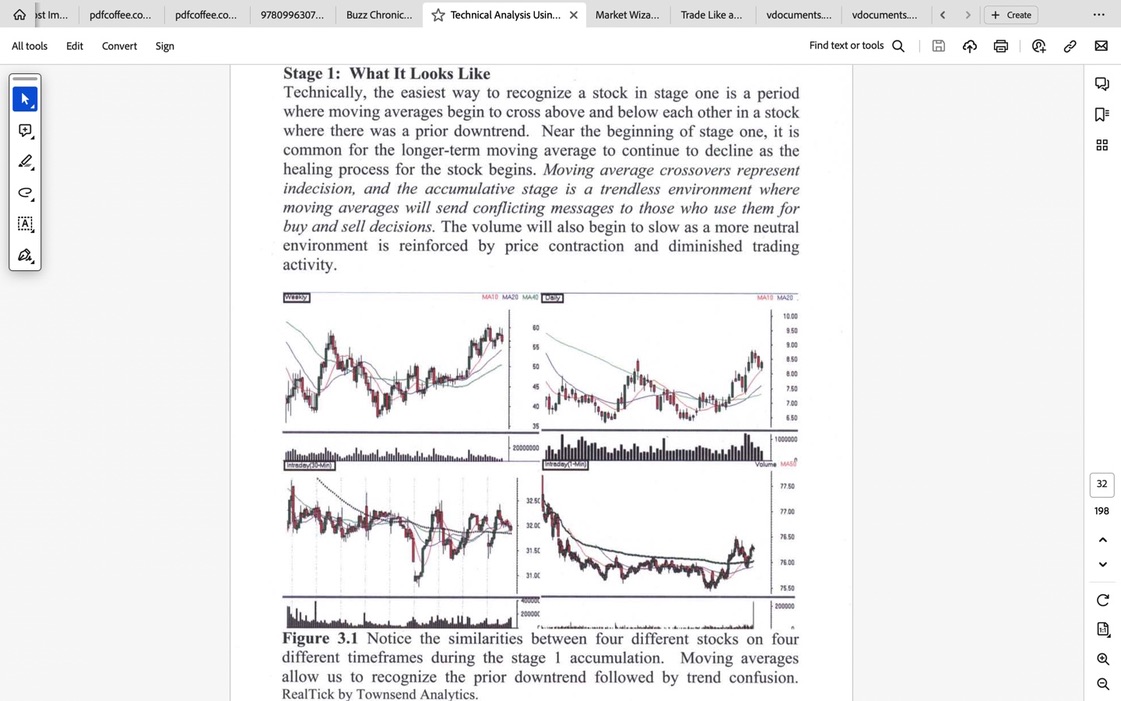 ost Im...
pdfcoffee.co...
pdfcoffee.co...
9780996307...
Buzz Chronic...
Technical Analysis Usin...
Market Wiza...
Trade Like a...
vdocuments....
vdocuments....
Create
All tools
Edit
Convert
Sign
Find text or tools
Stage 1: What It Looks Like
Technically, the easiest way to recognize a stock in stage one is a period
where moving averages begin to cross above and below each other in a stock
where there was a prior downtrend. Near the beginning of stage one, it is
common for the longer-term moving average to continue to decline as the
healing process for the stock begins. Moving average crossovers represent
indecision, and the accumulative stage is a trendless environment where
moving averages will send conflicting messages to those who use them for
buy and sell decisions. The volume will also begin to slow as a more neutral
environment is reinforced by price contraction and diminished trading
activity.
Weekly
MA10 MA20 MA40
60
55
50
45
40
35
20000000
Daily
MA10 MA20
10.00
9.50
9.00
8.50
8.00
7.50
7.00
6.50
1000000
Intraday(30-Min)
32.50
32.00
31.50
31.00
400000
200000
Intraday(1-Min)
Volume MA50
77.50
77.00
76.50
76.00
75.50
200000
Figure 3.1 Notice the similarities between four different stocks on four
different timeframes during the stage 1 accumulation. Moving averages
allow us to recognize the prior downtrend followed by trend confusion.
RealTick by Townsend Analytics.
32
198